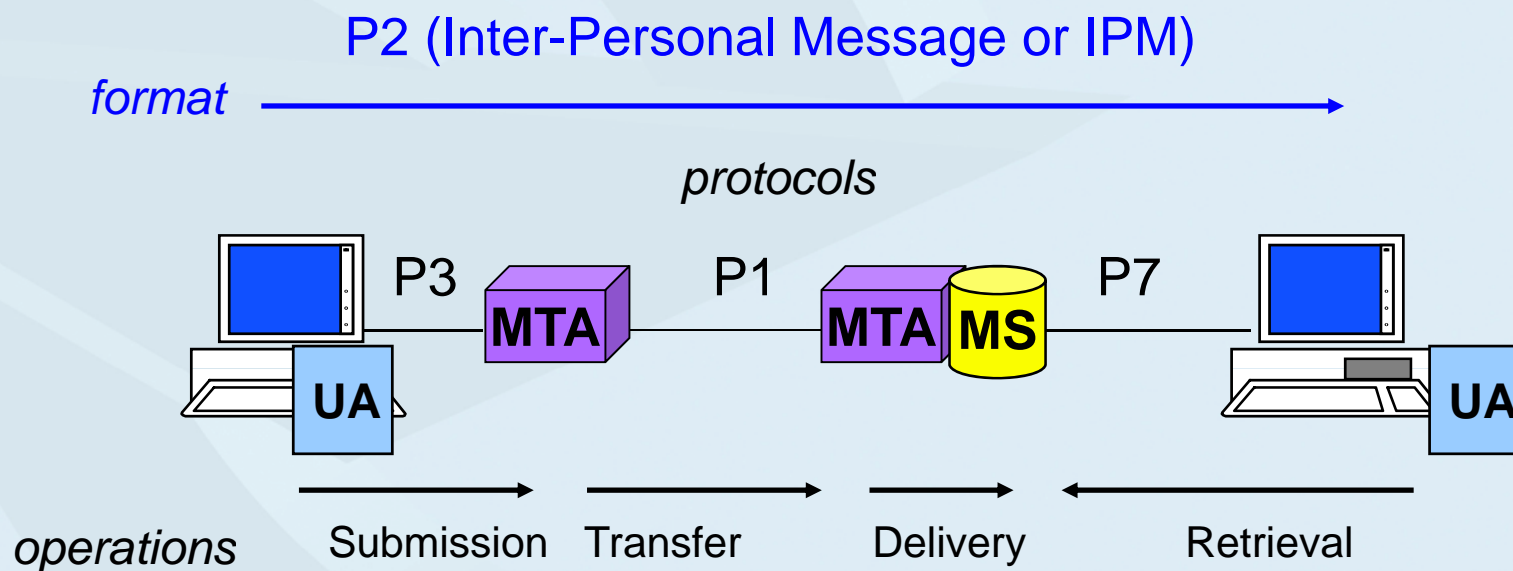 P2 (Inter-Personal Message or IPM)
format
protocols
P3 P1 P7
MTA MTA MS
UA UA
Submission Transfer Delivery Retrieval
operations